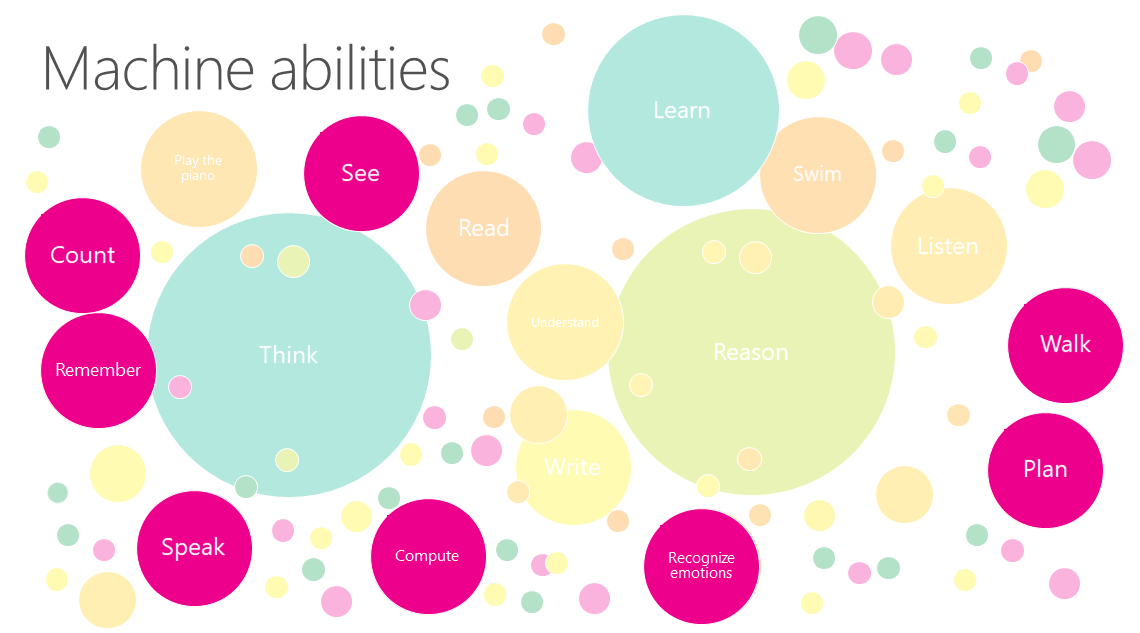 Machine abilities
Learn
Play the
piano
See
Swim
Read
Listen
Count
Understand
Think
Reason
Walk
Remember
Write
Plan
Speak
Compute
Recognize
emotions